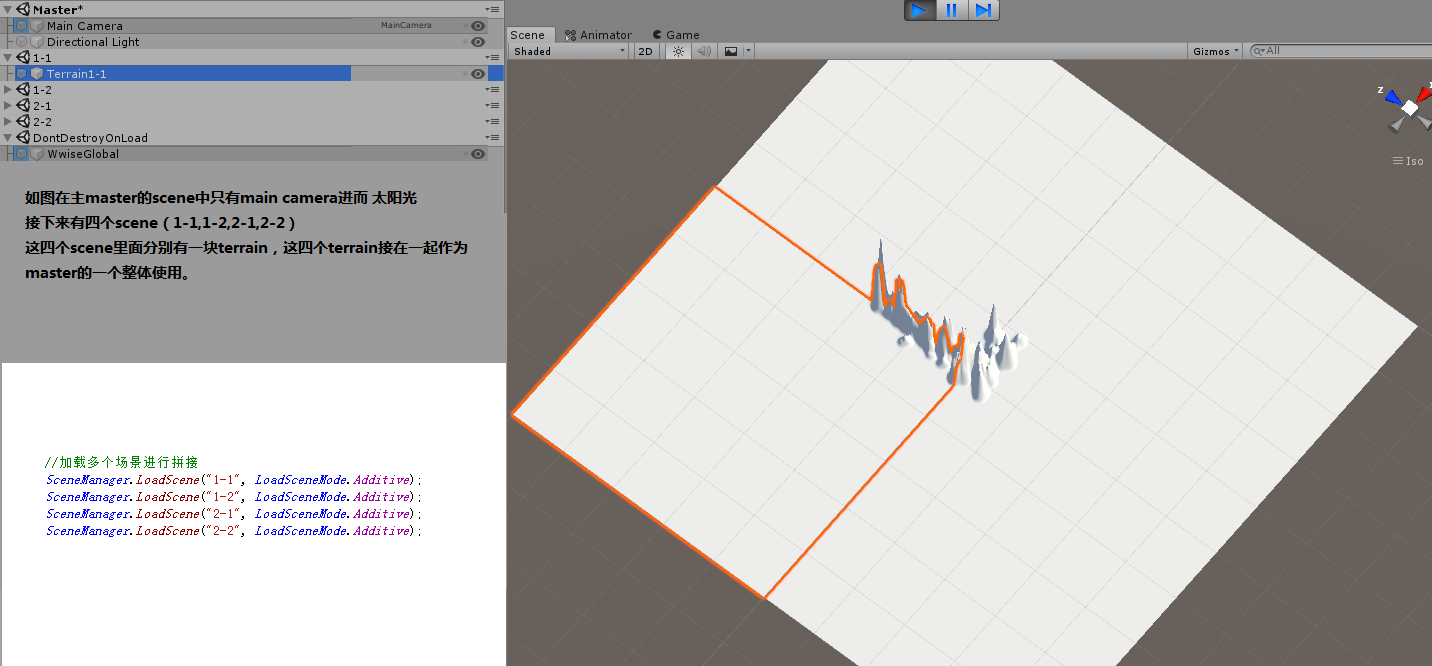 Master*
Main Camera
MainCamera
Directional Light
1-1
Terrain1-1
1-2
2-1
2-2
DontDestroyOnLoad
WwiseGlobal
如图在主master的scene中只有main camera进而 太阳光
接下来有四个scene（1-1,1-2,2-1,2-2）
这四个scene里面分别有一块terrain，这四个terrain接在一起作为
master的一个整体使用。
//加载多个场景进行拼接
SceneManager.LoadScene("1-1", LoadSceneMode.Additive);
SceneManager.LoadScene("1-2", LoadSceneMode.Additive);
SceneManager.LoadScene("2-1", LoadSceneMode.Additive);
SceneManager.LoadScene("2-2", LoadSceneMode.Additive);
Scene Animator Game
Shaded 2D Gizmos All
z
Iso